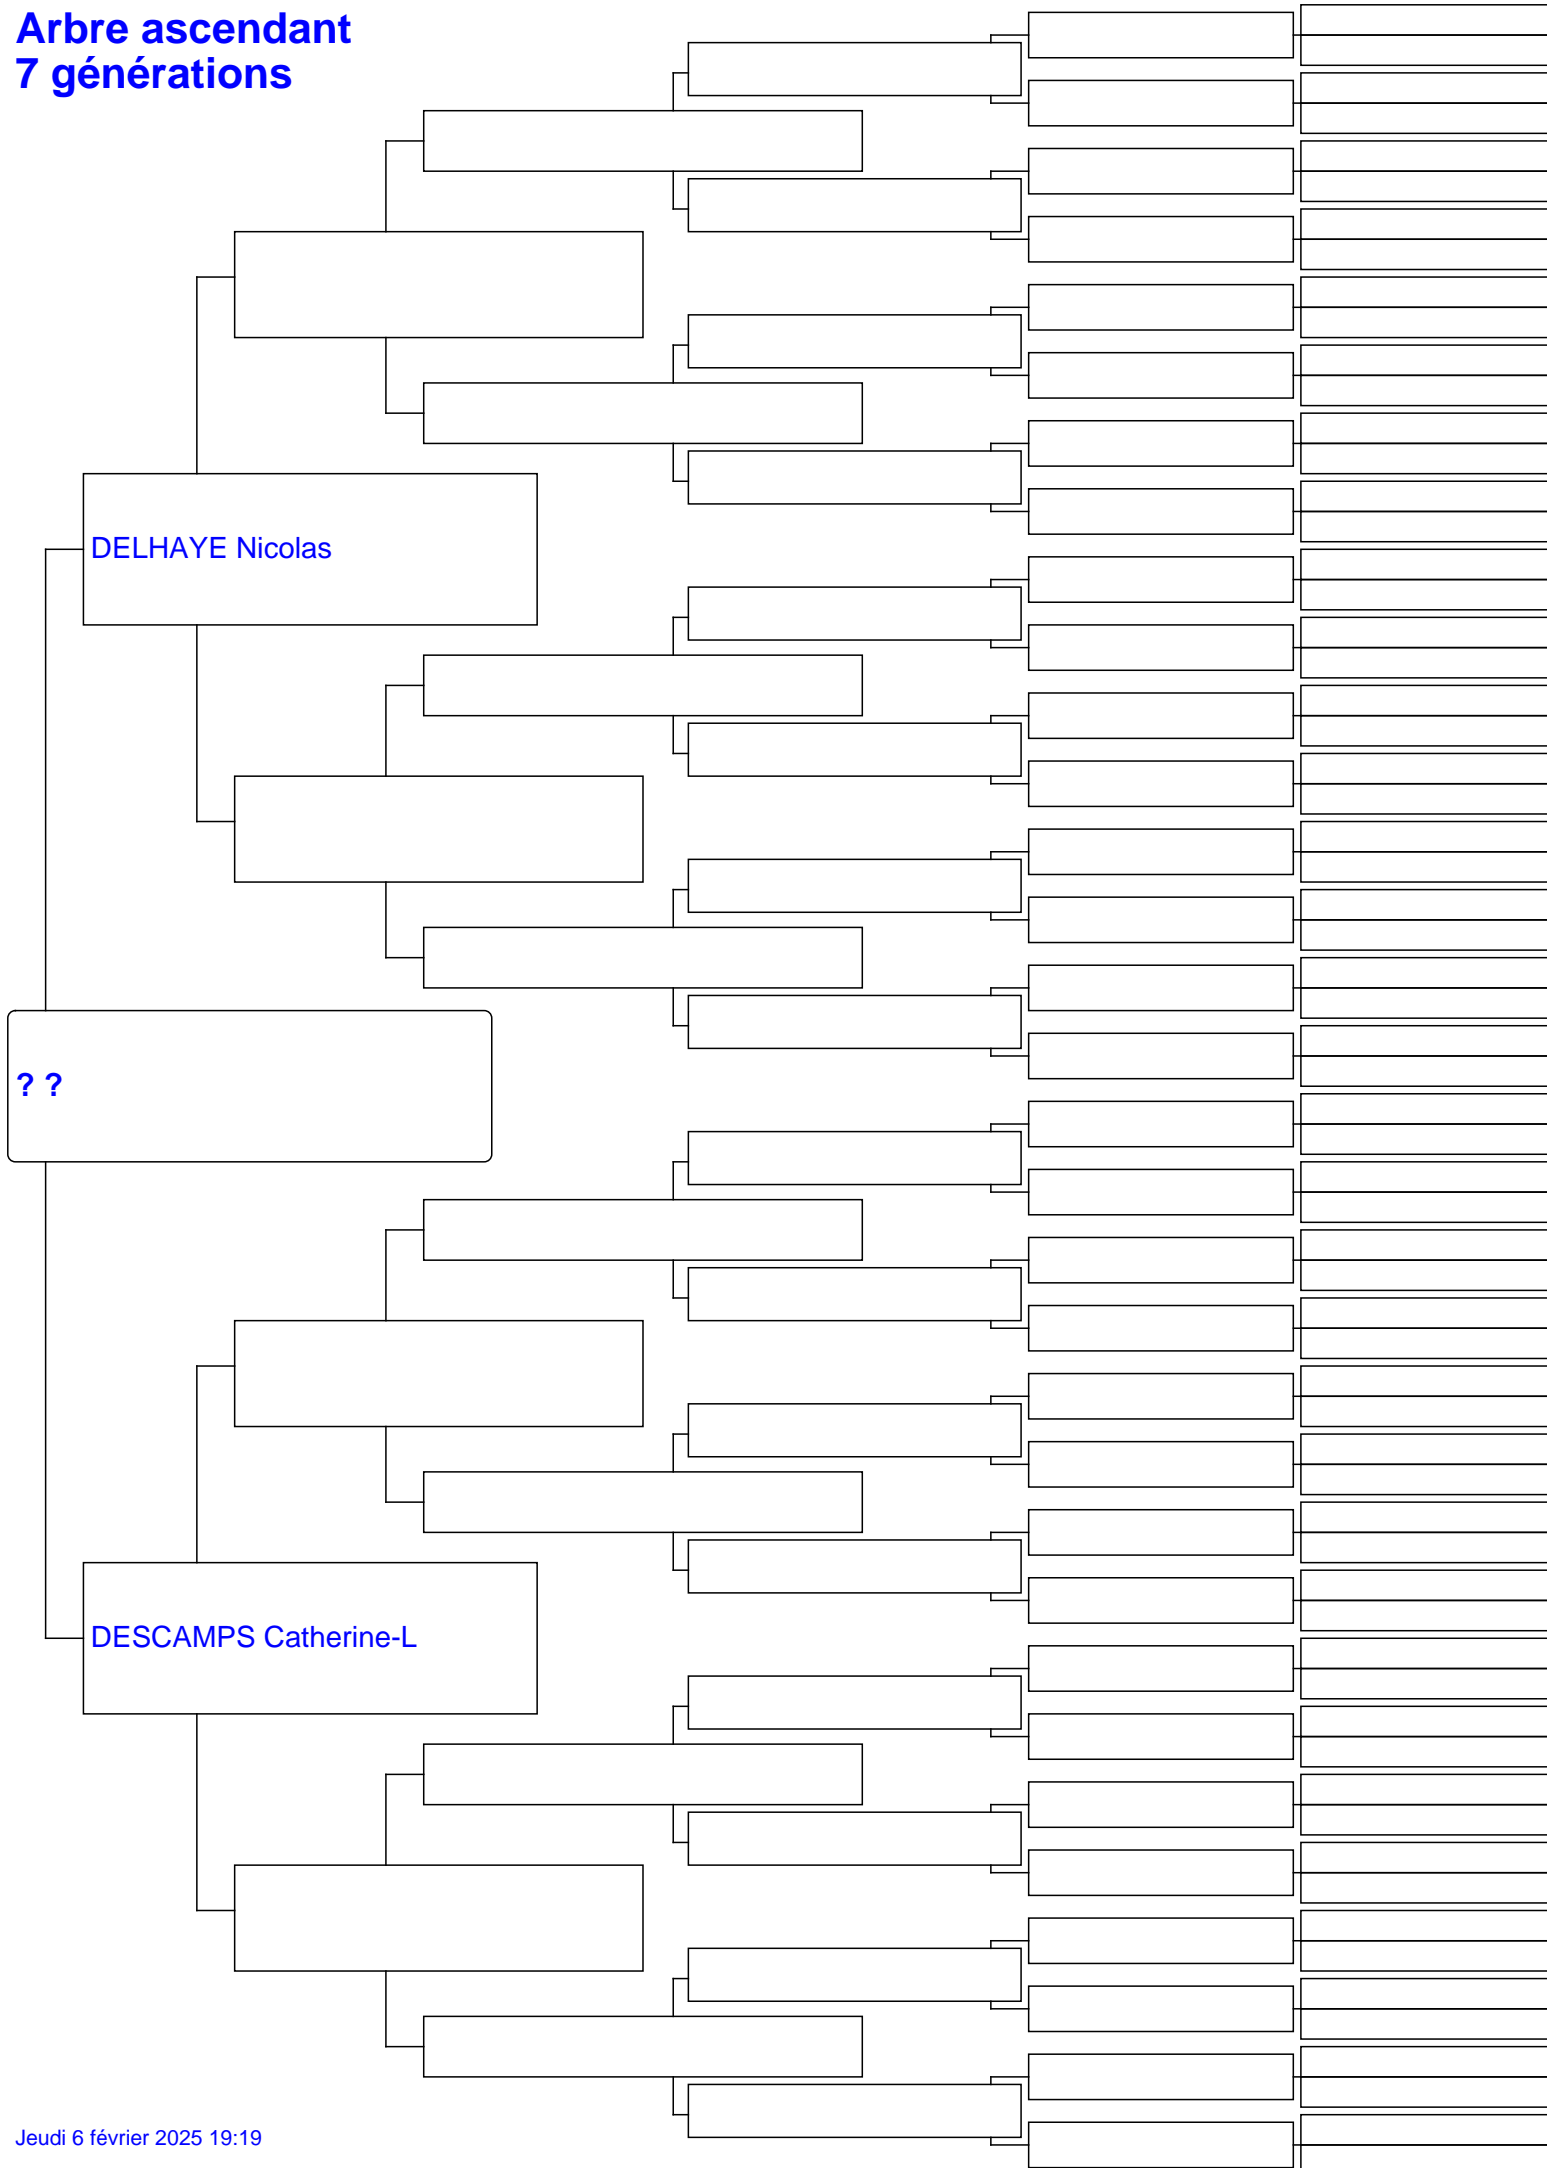 Arbre ascendant
7 générations
DELHAYE Nicolas
? ?
DESCAMPS Catherine-L
Jeudi 6 février 2025 19:19